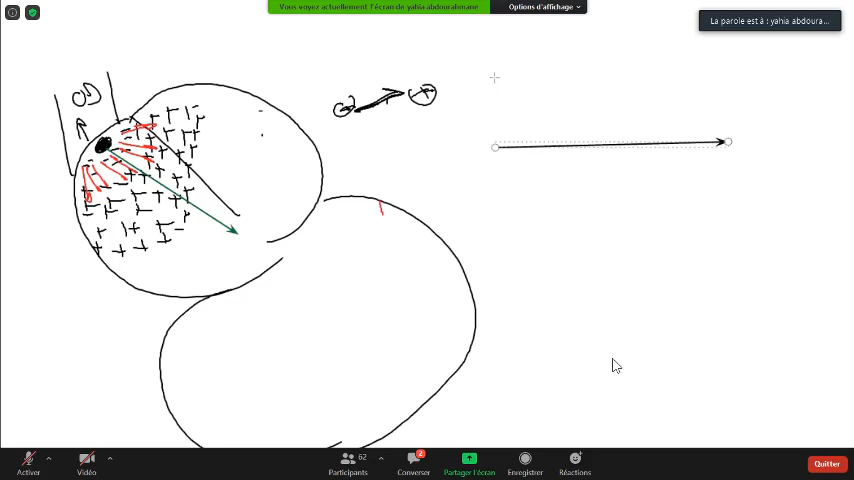 Vous voyez actuellement l'écran de yahia abdourahmane
Options d'affichage
La parole est à : yahia abdoura...
OD
Activer
Vidéo
62
Participants
2
Converser
Partager l'écran
Enregistrer
Réactions
Quitter